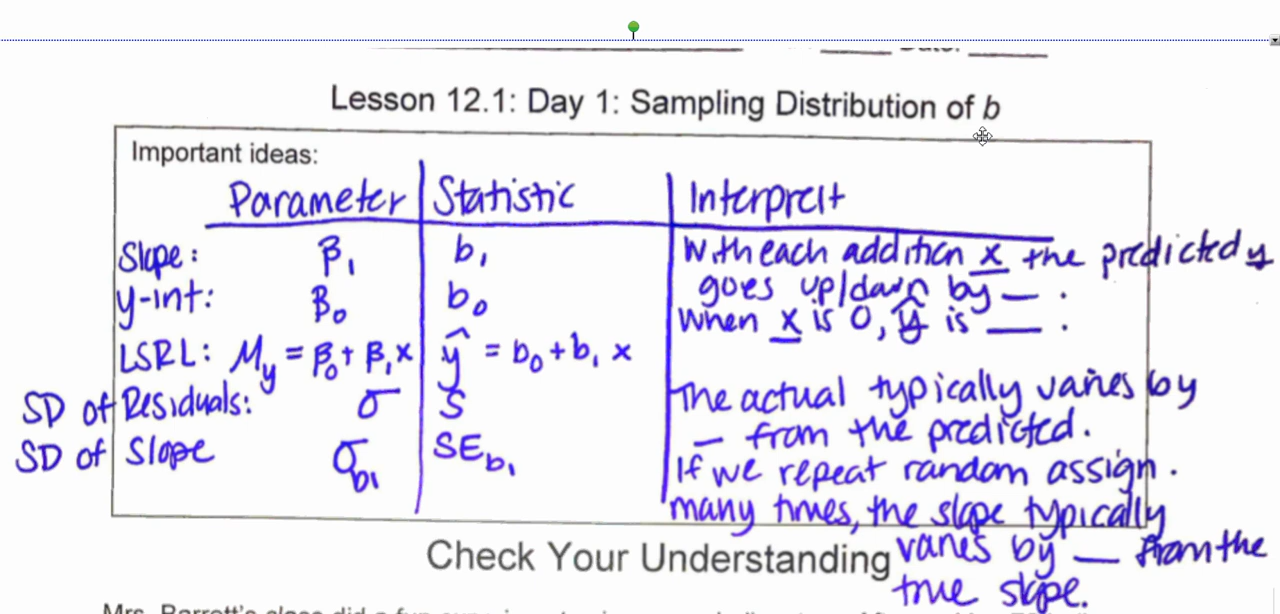 Date:
Lesson 12.1: Day 1: Sampling Distribution of b
Important ideas:
Parameter Statistic Interpret
Slope: β₁ b₁ With each addition x the predicted y
goes up/down by — .
y-int: β₀ b₀ When x is 0, ŷ is — .
LSRL: μy = β₀ + β₁x ŷ = b₀ + b₁ x
SD of Residuals: σ S The actual typically varies by
— from the predicted.
SD of Slope σb₁ SEb₁ If we repeat random assign.
many times, the slope typically
varies by — from the
true slope.
Check Your Understanding